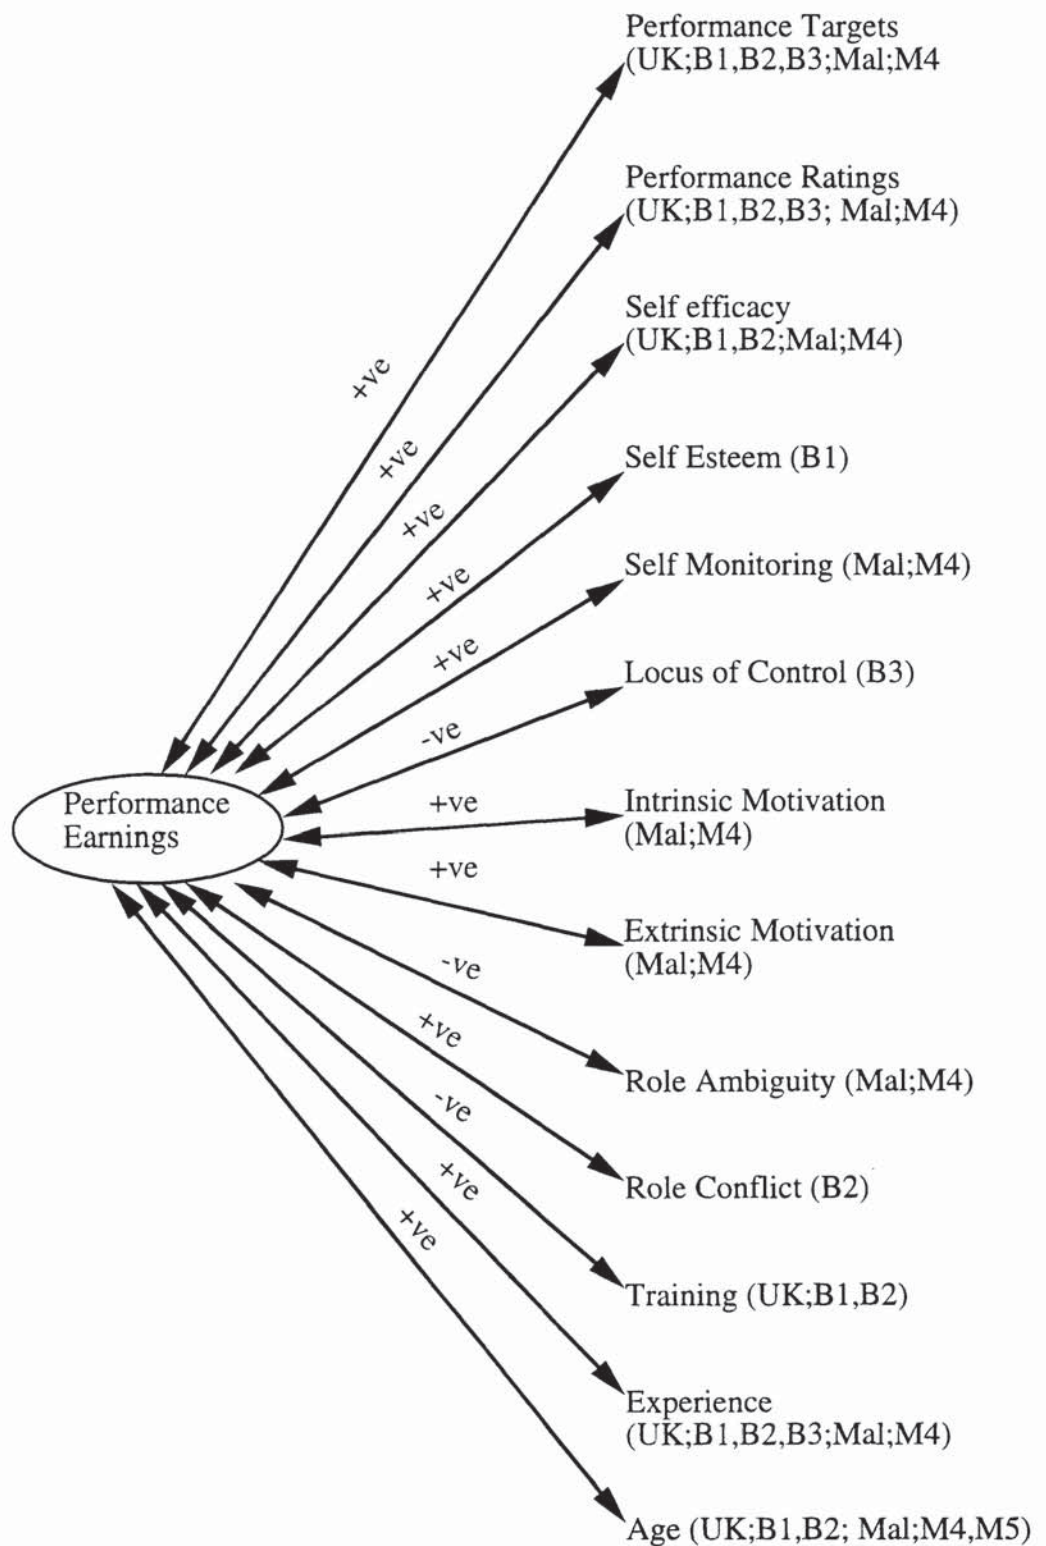 Performance Targets
(UK;B1,B2,B3;Mal;M4
Performance Ratings
(UK;B1,B2,B3; Mal;M4)
Self efficacy
(UK;B1,B2;Mal;M4)
+ve
+ve
+ve
Self Esteem (B1)
+ve
Self Monitoring (Mal;M4)
+ve
Locus of Control (B3)
-ve
Performance
Earnings
+ve
Intrinsic Motivation
(Mal;M4)
+ve
Extrinsic Motivation
(Mal;M4)
-ve
+ve
Role Ambiguity (Mal;M4)
-ve
+ve
Role Conflict (B2)
+ve
Training (UK;B1,B2)
Experience
(UK;B1,B2,B3;Mal;M4)
Age (UK;B1,B2; Mal;M4,M5)